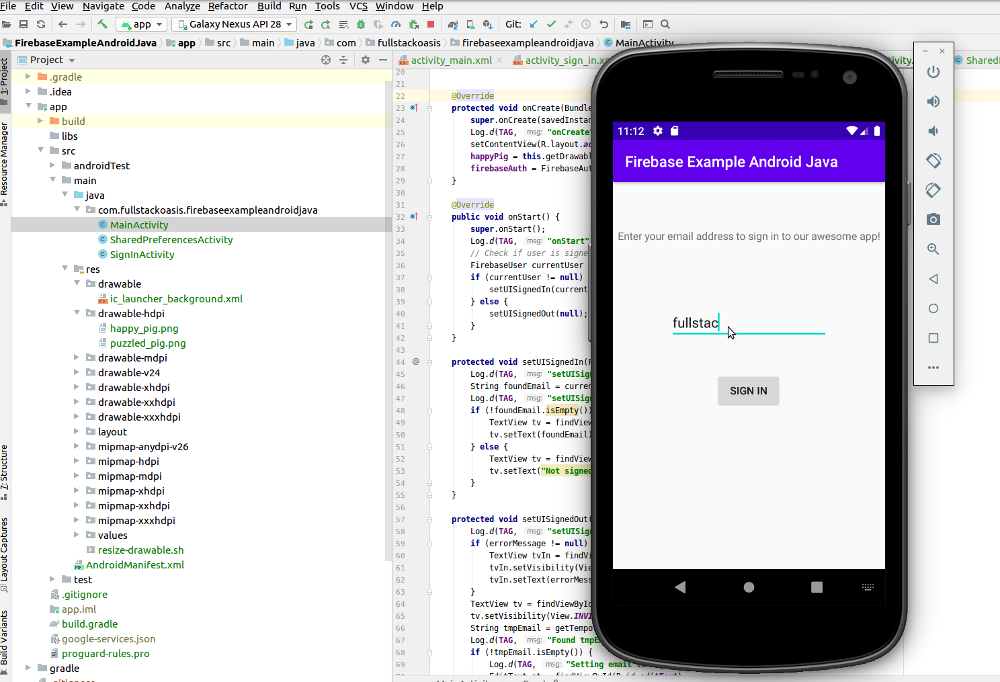 File Edit View Navigate Code Analyze Refactor Build Run Tools VCS Window Help
app Galaxy Nexus API 28 Git:
FirebaseExampleAndroidJava app src main java com fullstackoasis firebaseexampleandroidjava MainActivity
1: Project
Resource Manager
7: Structure
Layout Captures
Build Variants
Project
.gradle
.idea
app
build
libs
src
androidTest
main
java
com.fullstackoasis.firebaseexampleandroidjava
MainActivity
SharedPreferencesActivity
SignInActivity
res
drawable
ic_launcher_background.xml
drawable-hdpi
happy_pig.png
puzzled_pig.png
drawable-mdpi
drawable-v24
drawable-xhdpi
drawable-xxhdpi
drawable-xxxhdpi
layout
mipmap-anydpi-v26
mipmap-hdpi
mipmap-mdpi
mipmap-xhdpi
mipmap-xxhdpi
mipmap-xxxhdpi
values
resize-drawable.sh
AndroidManifest.xml
test
.gitignore
app.iml
build.gradle
google-services.json
proguard-rules.pro
gradle
.gitignore
activity_main.xml activity_sign_in.x
20
21
22 @Override
23 protected void onCreate(Bundle
24 super.onCreate(savedInstan
25 Log.d(TAG, msg: "onCreate"
26 setContentView(R.layout.ac
27 happyPig = this.getDrawab
28 firebaseAuth = FirebaseAut
29 }
30
31 @Override
32 public void onStart() {
33 super.onStart();
34 Log.d(TAG, msg: "onStart"
35 // Check if user is signe
36 FirebaseUser currentUser
37 if (currentUser != null)
38 setUISignedIn(current
39 } else {
40 setUISignedOut(null);
41 }
42 }
43
44 @ protected void setUISignedIn(F
45 Log.d(TAG, msg: "setUISign
46 String foundEmail = curren
47 Log.d(TAG, msg: "setUISign
48 if (!foundEmail.isEmpty())
49 TextView tv = findView
50 tv.setText(foundEmail)
51 } else {
52 TextView tv = findView
53 tv.setText("Not signed
54 }
55 }
56
57 protected void setUISignedOut(
58 Log.d(TAG, msg: "setUISign
59 if (errorMessage != null)
60 TextView tvIn = findVi
61 tvIn.setVisibility(Vie
62 tvIn.setText(errorMess
63 }
64 TextView tv = findViewById
65 tv.setVisibility(View.INVI
66 String tmpEmail = getTempo
67 Log.d(TAG, msg: "Found tmpE
68 if (!tmpEmail.isEmpty()) {
69 Log.d(TAG, msg: "Setting email
11:12
Firebase Example Android Java
Enter your email address to sign in to our awesome app!
fullstac
SIGN IN
ty.java
SharedP